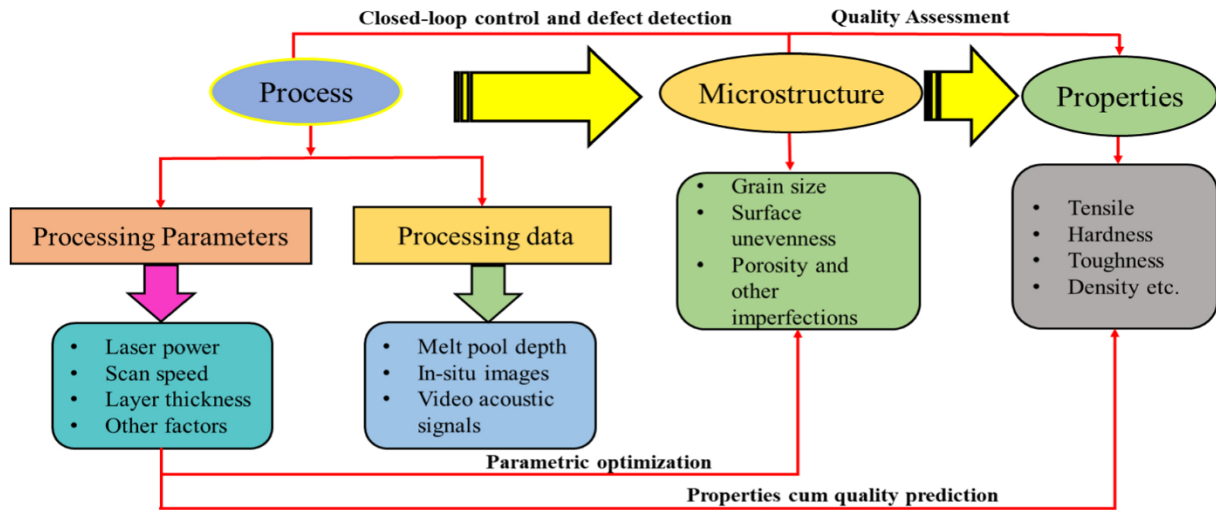 Closed-loop control and defect detection
Quality Assessment
Process
Microstructure
Properties
Processing Parameters
Processing data
• Grain size
• Surface
unevenness
• Porosity and
other
imperfections
• Tensile
• Hardness
• Toughness
• Density etc.
• Laser power
• Scan speed
• Layer thickness
• Other factors
• Melt pool depth
• In-situ images
• Video acoustic
signals
Parametric optimization
Properties cum quality prediction